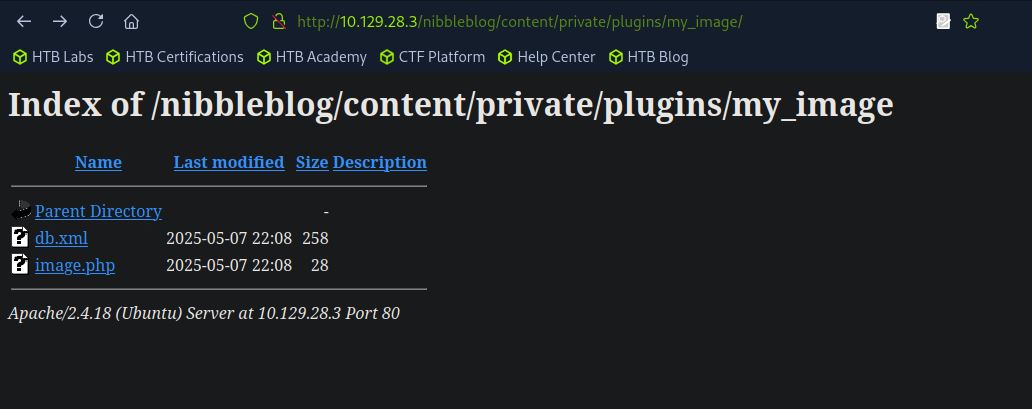 http://10.129.28.3/nibbleblog/content/private/plugins/my_image/
HTB Labs HTB Certifications HTB Academy CTF Platform Help Center HTB Blog
Index of /nibbleblog/content/private/plugins/my_image
Name Last modified Size Description
Parent Directory -
? db.xml 2025-05-07 22:08 258
? image.php 2025-05-07 22:08 28
Apache/2.4.18 (Ubuntu) Server at 10.129.28.3 Port 80